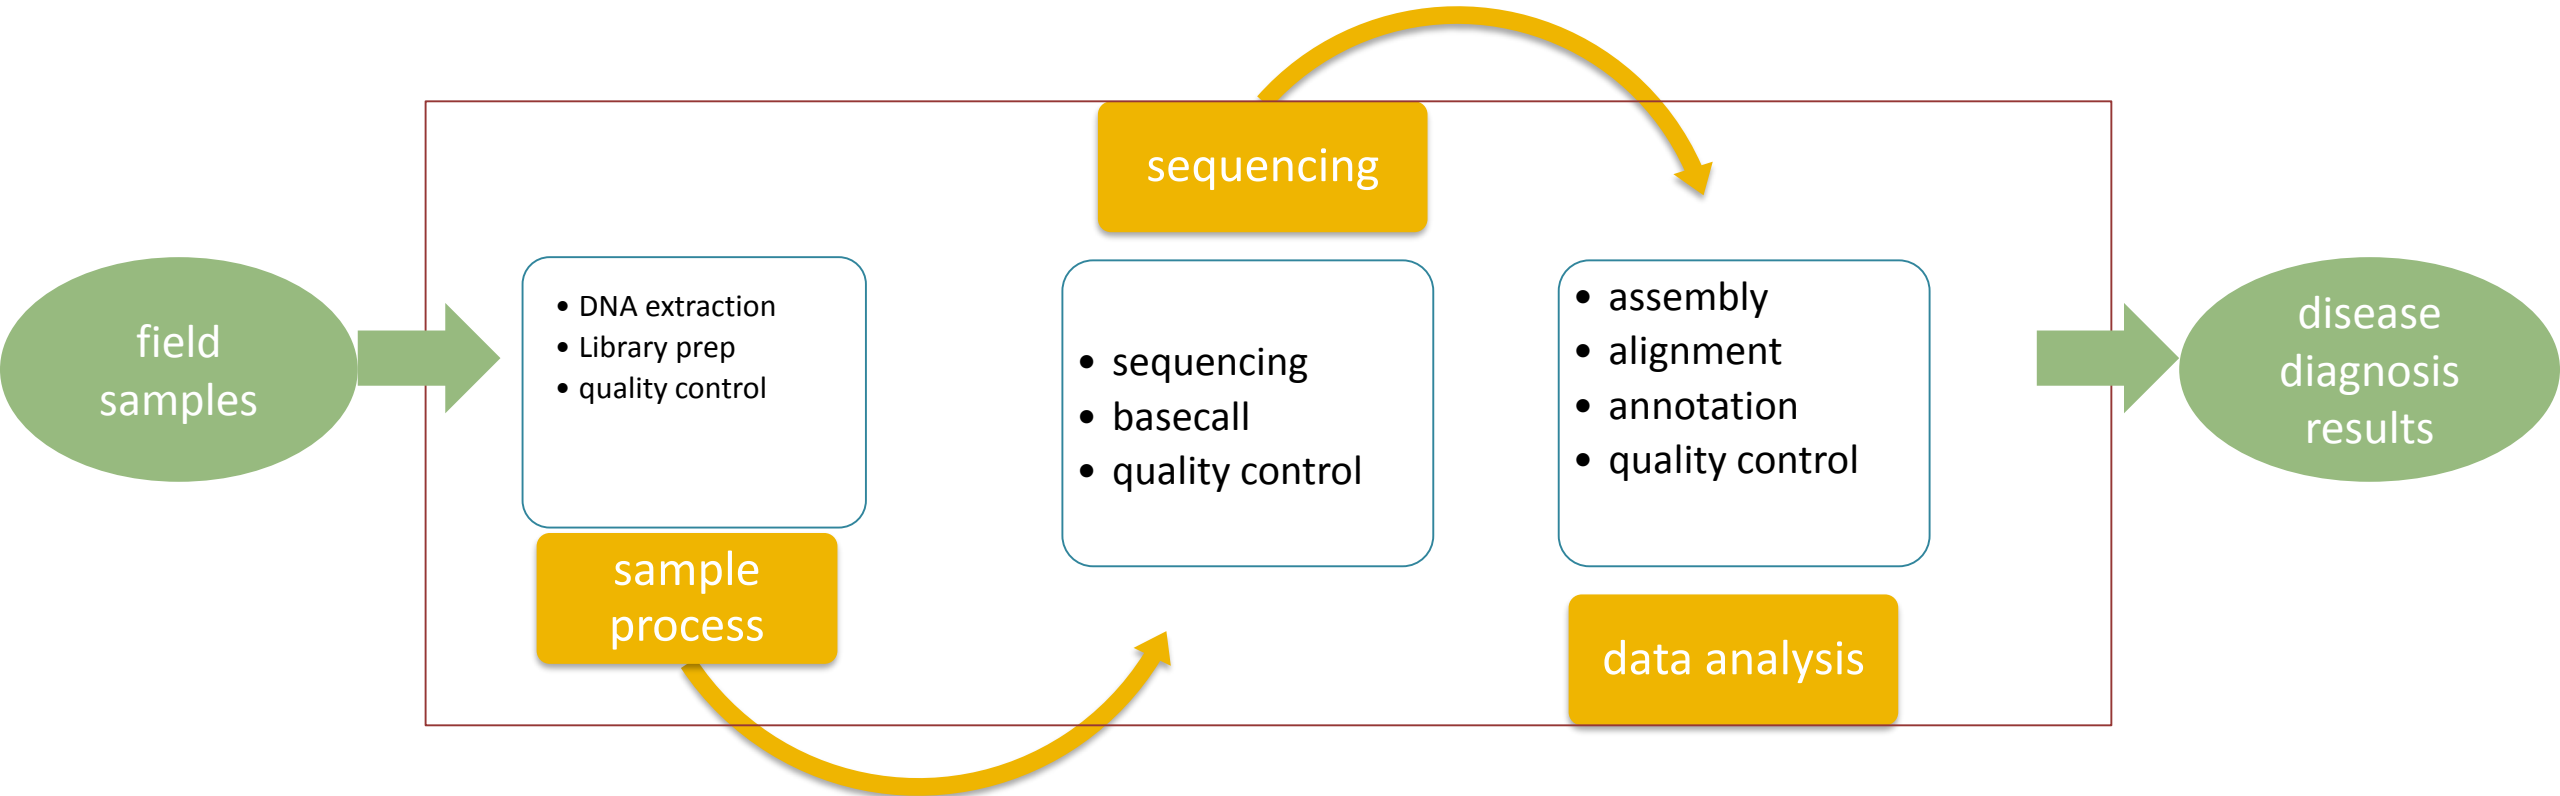 field
samples
• DNA extraction
• Library prep
• quality control
sample
process
sequencing
• sequencing
• basecall
• quality control
• assembly
• alignment
• annotation
• quality control
data analysis
disease
diagnosis
results